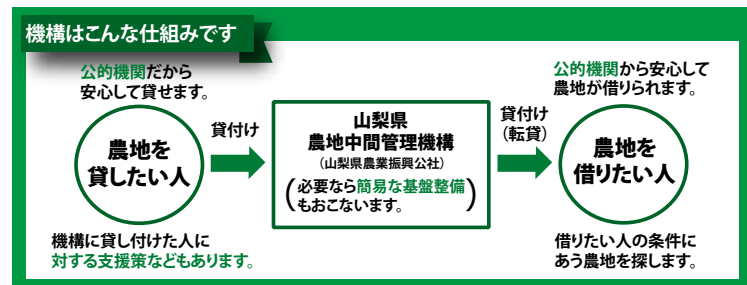 機構はこんな仕組みです
公的機関だから
安心して貸せます。
農地を
貸したい人
機構に貸し付けた人に
対する支援策などもあります。
貸付け
山梨県
農地中間管理機構
(山梨県農業振興公社)
(必要なら簡易な基盤整備
もおこないます。)
貸付け
(転貸)
公的機関から安心して
農地が借りられます。
農地を
借りたい人
借りたい人の条件に
あう農地を探します。